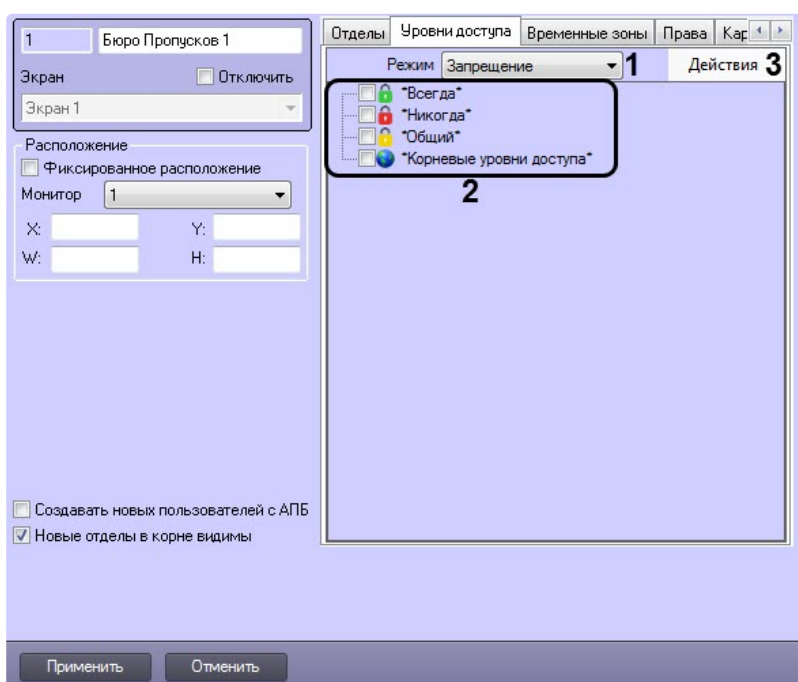 1 Бюро Пропусков 1
Экран Отключить
Экран 1
Расположение
Фиксированное расположение
Монитор 1
X: Y:
W: H:
Создавать новых пользователей с АПБ
Новые отделы в корне видимы
Отделы Уровни доступа Временные зоны Права Кар
Режим Запрещение 1 Действия 3
*Всегда*
*Никогда*
*Общий*
*Корневые уровни доступа*
2
Применить Отменить